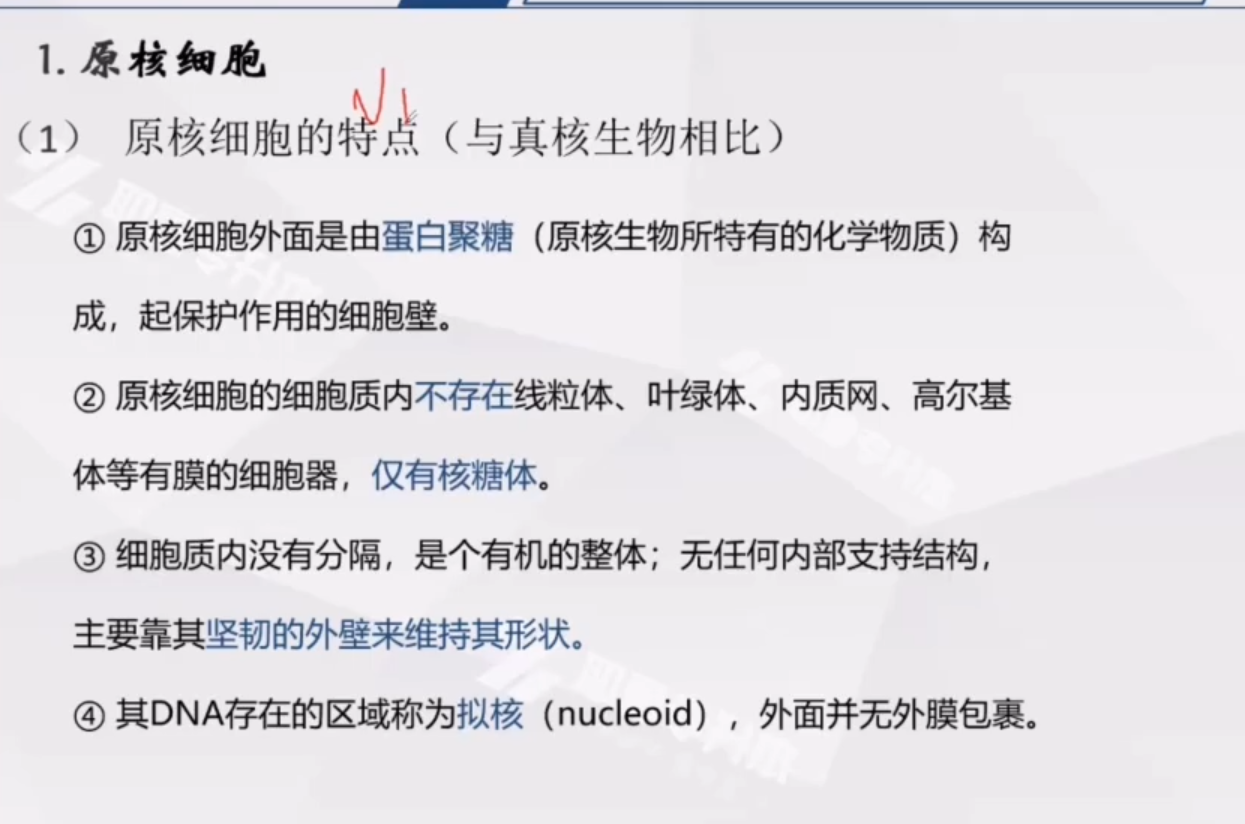 1. 原核细胞
（1） 原核细胞的特点（与真核生物相比）
① 原核细胞外面是由蛋白聚糖（原核生物所特有的化学物质）构
成，起保护作用的细胞壁。
② 原核细胞的细胞质内不存在线粒体、叶绿体、内质网、高尔基
体等有膜的细胞器，仅有核糖体。
③ 细胞质内没有分隔，是个有机的整体；无任何内部支持结构，
主要靠其坚韧的外壁来维持其形状。
④ 其DNA存在的区域称为拟核（nucleoid），外面并无外膜包裹。